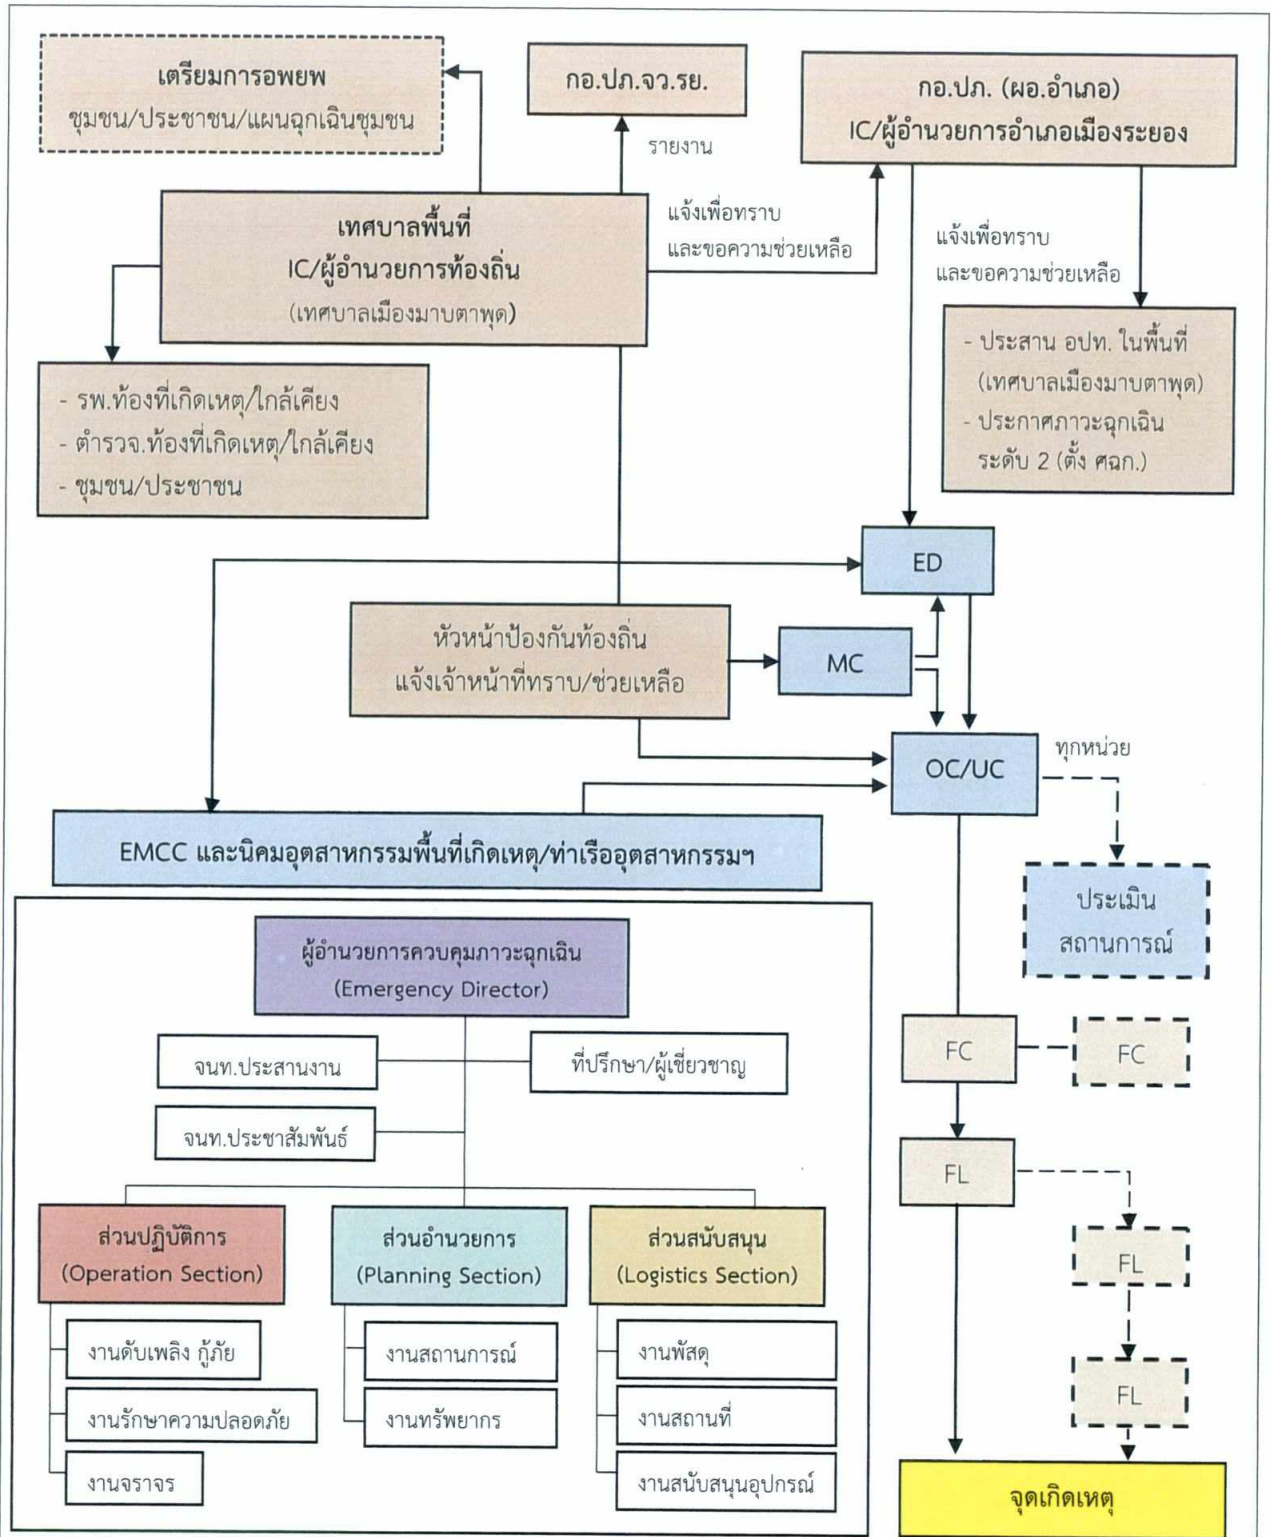 เตรียมการอพยพ
ชุมชน/ประชาชน/แผนฉุกเฉินชุมชน
กอ.ปภ.จว.รย.
กอ.ปภ. (ผอ.อำเภอ)
IC/ผู้อำนวยการอำเภอเมืองระยอง
รายงาน
เทศบาลพื้นที่
IC/ผู้อำนวยการท้องถิ่น
(เทศบาลเมืองมาบตาพุด)
แจ้งเพื่อทราบ
และขอความช่วยเหลือ
แจ้งเพื่อทราบ
และขอความช่วยเหลือ
- รพ.ท้องที่เกิดเหตุ/ใกล้เคียง
- ตำรวจ.ท้องที่เกิดเหตุ/ใกล้เคียง
- ชุมชน/ประชาชน
- ประสาน อปท. ในพื้นที่
(เทศบาลเมืองมาบตาพุด)
- ประกาศภาวะฉุกเฉิน
ระดับ 2 (ตั้ง ศฉก.)
ED
หัวหน้าป้องกันท้องถิ่น
แจ้งเจ้าหน้าที่ทราบ/ช่วยเหลือ
MC
OC/UC
ทุกหน่วย
EMCC และนิคมอุตสาหกรรมพื้นที่เกิดเหตุ/ท่าเรืออุตสาหกรรมฯ
ประเมิน
สถานการณ์
ผู้อำนวยการควบคุมภาวะฉุกเฉิน
(Emergency Director)
จนท.ประสานงาน
ที่ปรึกษา/ผู้เชี่ยวชาญ
จนท.ประชาสัมพันธ์
FC
FC
FL
ส่วนปฏิบัติการ
(Operation Section)
ส่วนอำนวยการ
(Planning Section)
ส่วนสนับสนุน
(Logistics Section)
FL
งานดับเพลิง กู้ภัย
งานรักษาความปลอดภัย
งานจราจร
งานสถานการณ์
งานทรัพยากร
งานพัสดุ
งานสถานที่
งานสนับสนุนอุปกรณ์
FL
จุดเกิดเหตุ